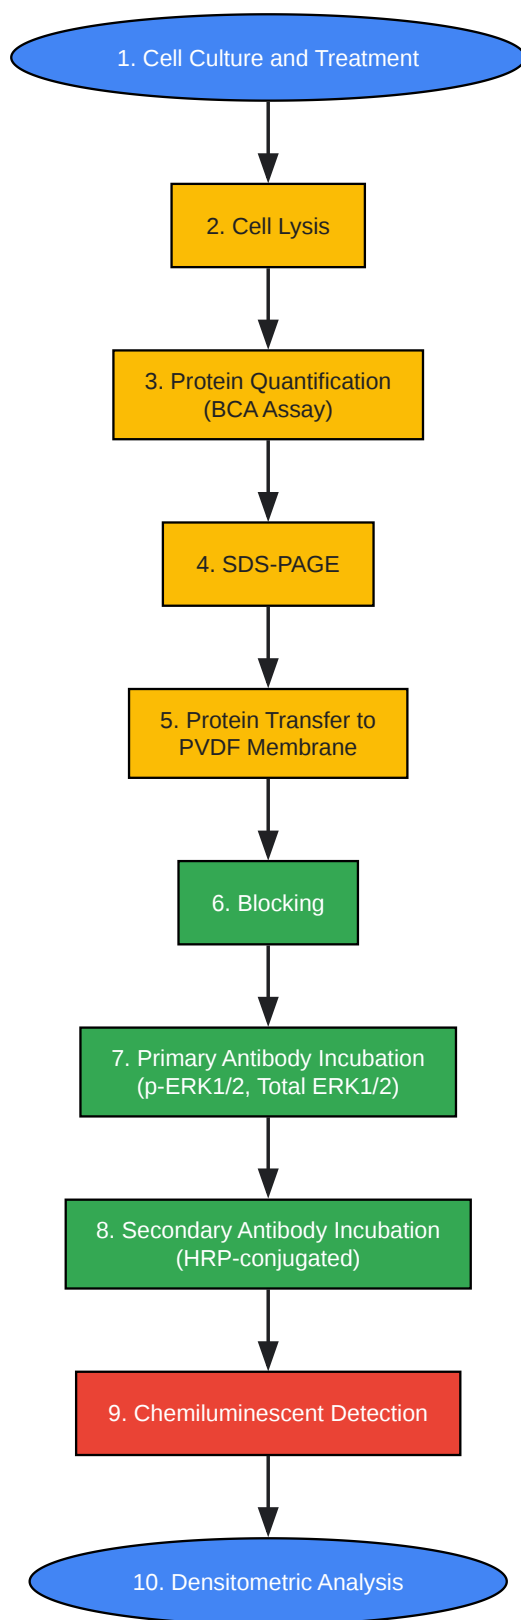 1. Cell Culture and Treatment
2. Cell Lysis
3. Protein Quantification
(BCA Assay)
4. SDS-PAGE
5. Protein Transfer to
PVDF Membrane
6. Blocking
7. Primary Antibody Incubation
(p-ERK1/2, Total ERK1/2)
8. Secondary Antibody Incubation
(HRP-conjugated)
9. Chemiluminescent Detection
10. Densitometric Analysis